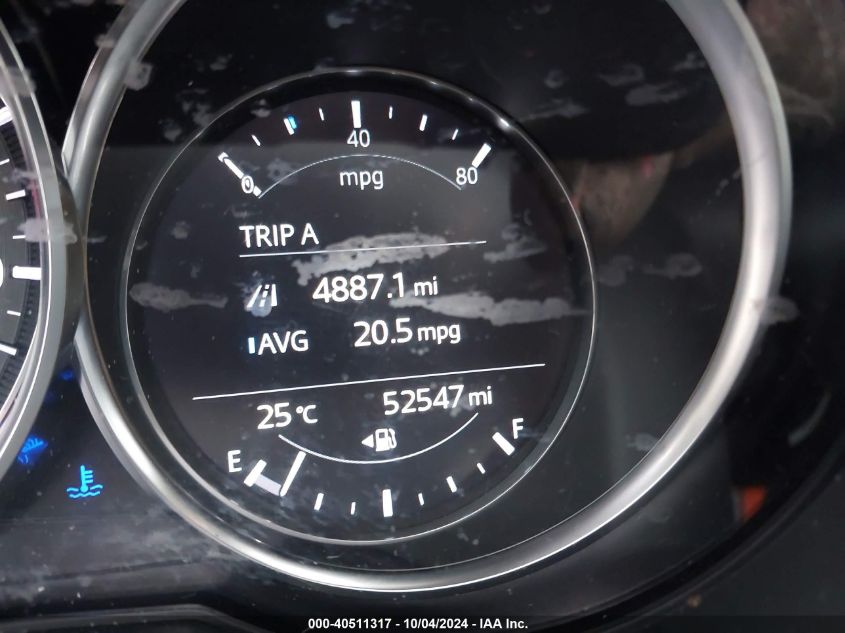 40
0 80
mpg
TRIP A
4887.1 mi
AVG 20.5 mpg
25 °C 52547 mi
E F
000-40511317 - 10/04/2024 - IAA Inc.